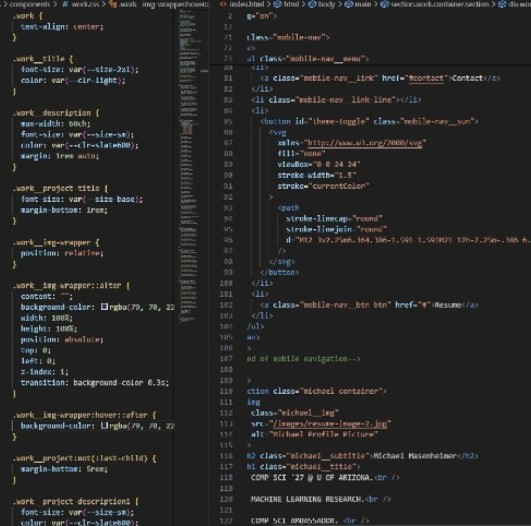 components > # work.css > .work__img-wrapper:hover:
.work {
text-align: center;
}
.work__title {
font-size: var(--size-2xl);
color: var(--clr-light);
}
.work__description {
max-width: 60ch;
font-size: var(--size-sm);
color: var(--clr-slate600);
margin: 1rem auto;
}
.work__project-title {
font-size: var(--size-base);
margin-bottom: 1rem;
}
.work__img-wrapper {
position: relative;
}
.work__img-wrapper::after {
content: "";
background-color: rgba(79, 70, 22
width: 100%;
height: 100%;
position: absolute;
top: 0;
left: 0;
z-index: 1;
transition: background-color 0.3s;
}
.work__img-wrapper:hover::after {
background-color: rgba(79, 70, 22
}
.work__project:not(:last-child) {
margin-bottom: 5rem;
}
.work__project-description1 {
font-size: var(--size-sm);
color: var(--clr-slate600);
index.html > html > body > main > section.work.container.section > div.wo
2 g="en">
71 class="mobile-nav"
72 v>
73 ul class="mobile-nav__menu">
80 <li>
81 <a class="mobile-nav__link" href="#contact">Contact</a>
82 </li>
83 <li class="mobile-nav__link-line"></li>
84 <li>
85 <button id="theme-toggle" class="mobile-nav__sun">
86 <svg
87 xmlns="http://www.w3.org/2000/svg"
88 fill="none"
89 viewBox="0 0 24 24"
90 stroke-width="1.5"
91 stroke="currentColor"
92 >
93 <path
94 stroke-linecap="round"
95 stroke-linejoin="round"
96 d="M12 3v2.25m6.364.386-1.591 1.591M21 12h-2.25m-.386 6.
97 />
98 </svg>
99 </button>
100 </li>
101 <li>
102 <a class="mobile-nav__btn btn" href="#">Resume</a>
103 </li>
104 /ul>
105 av>
106 >
107 nd of mobile navigation-->
108
109 >
110 ction class="michael container">
111 img
112 class="michael__img"
113 src="/images/resume-image-2.jpg"
114 alt="Michael Profile Picture"
115 >
116 h2 class="michael__subtitle">Michael Masenheimer</h2>
117 h1 class="michael__title">
118 COMP SCI '27 @ U OF ARIZONA.<br />
119
120 MACHINE LEARNING RESEARCH.<br />
121
122 COMP SCI AMBASSADOR. <br />